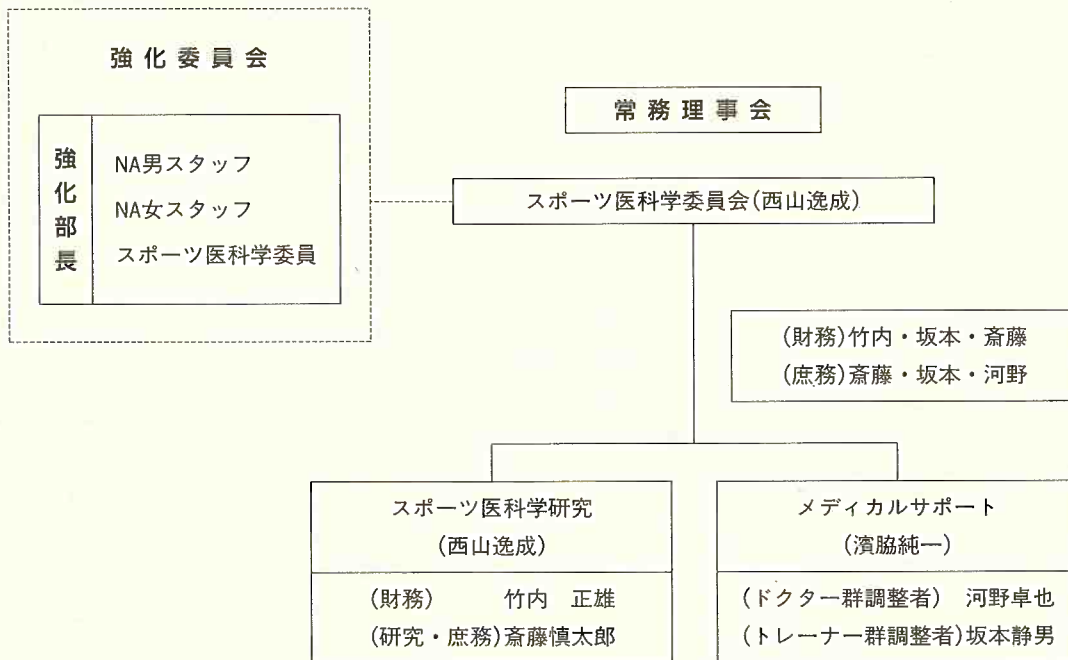 強化委員会
強化部長
NA男スタッフ
NA女スタッフ
スポーツ医科学委員
常務理事会
スポーツ医科学委員会(西山逸成)
(財務)竹内・坂本・斎藤
(庶務)斎藤・坂本・河野
スポーツ医科学研究
(西山逸成)
(財務) 竹内 正雄
(研究・庶務)斎藤慎太郎
メディカルサポート
(濱脇純一)
(ドクター群調整者) 河野卓也
(トレーナー群調整者)坂本静男